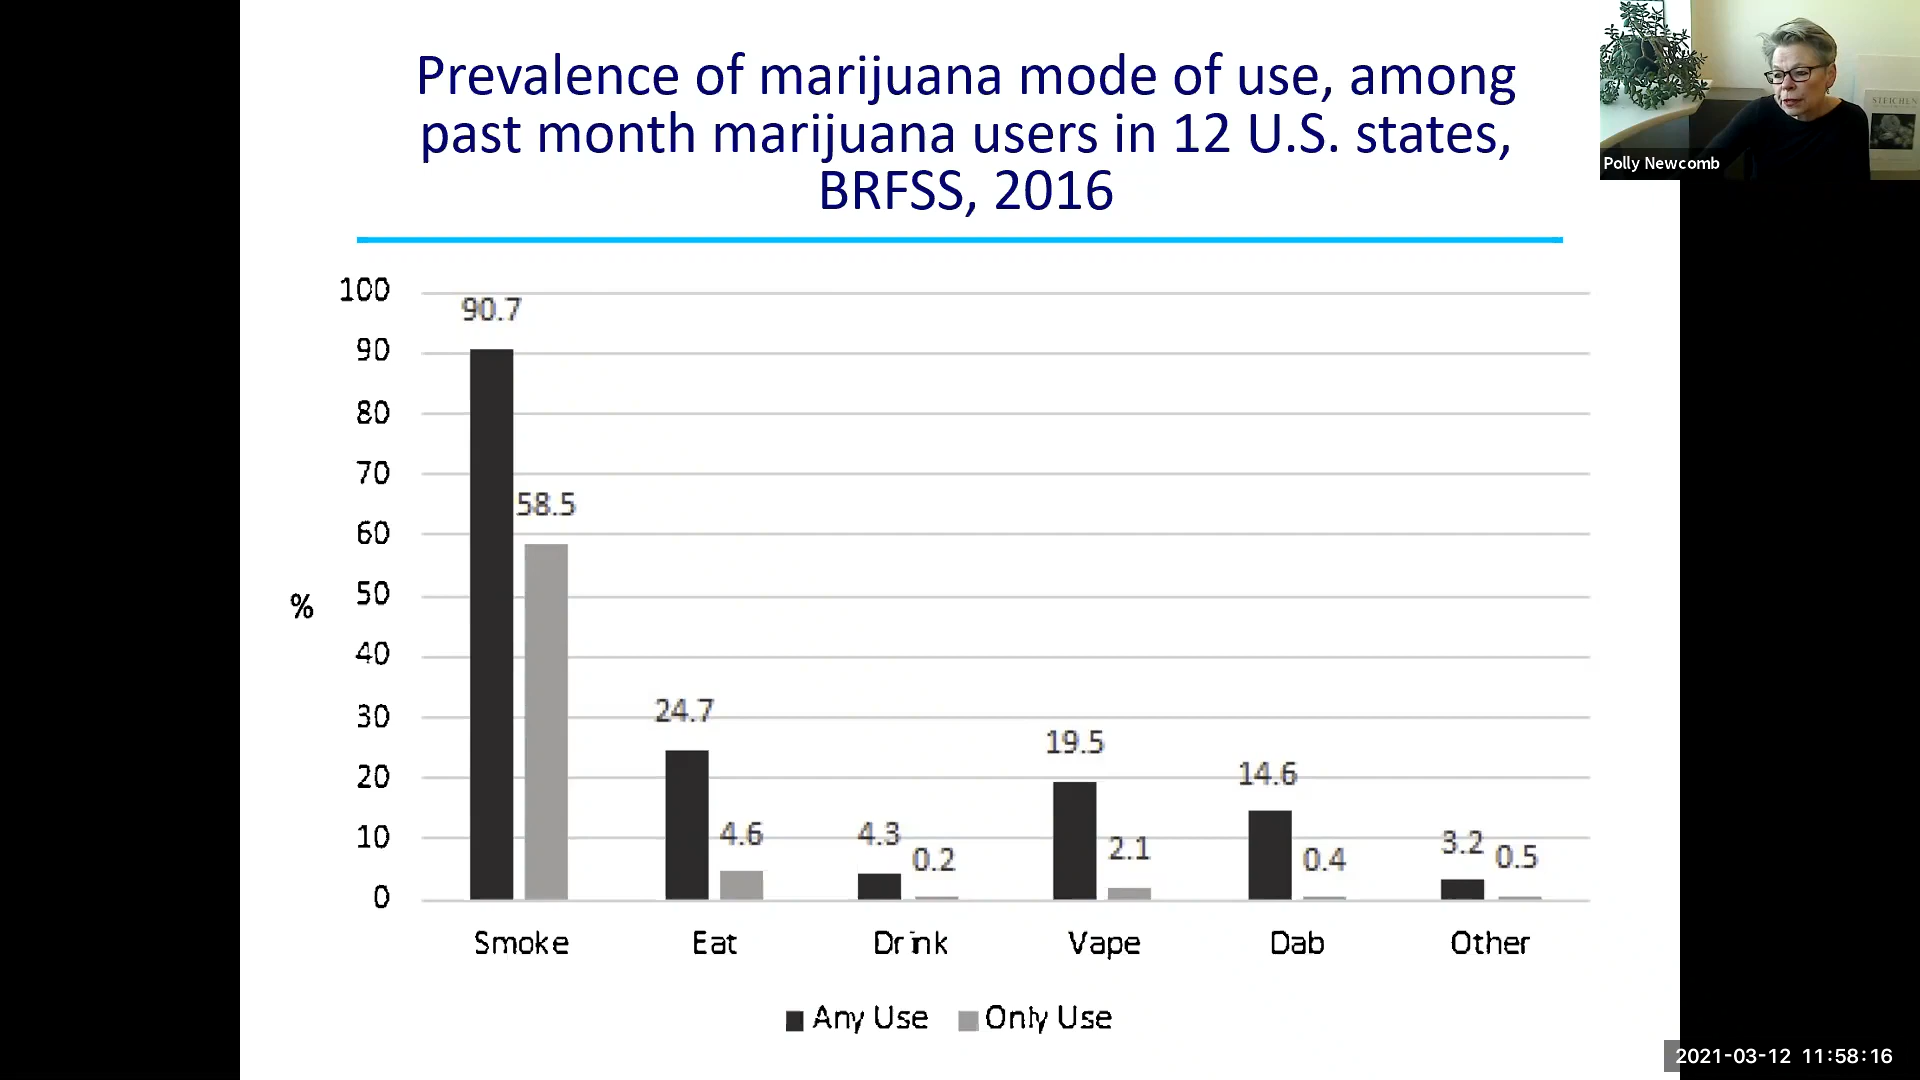 Prevalence of marijuana mode of use, among
past month marijuana users in 12 U.S. states,
BRFSS, 2016
Polly Newcomb
STEICHEN
%
100
90
80
70
60
50
40
30
20
10
0
90.7
58.5
24.7
4.6
4.3
0.2
19.5
2.1
14.6
0.4
3.2
0.5
Smoke
Eat
Drink
Vape
Dab
Other
Any Use
Only Use
2021-03-12 11:58:16